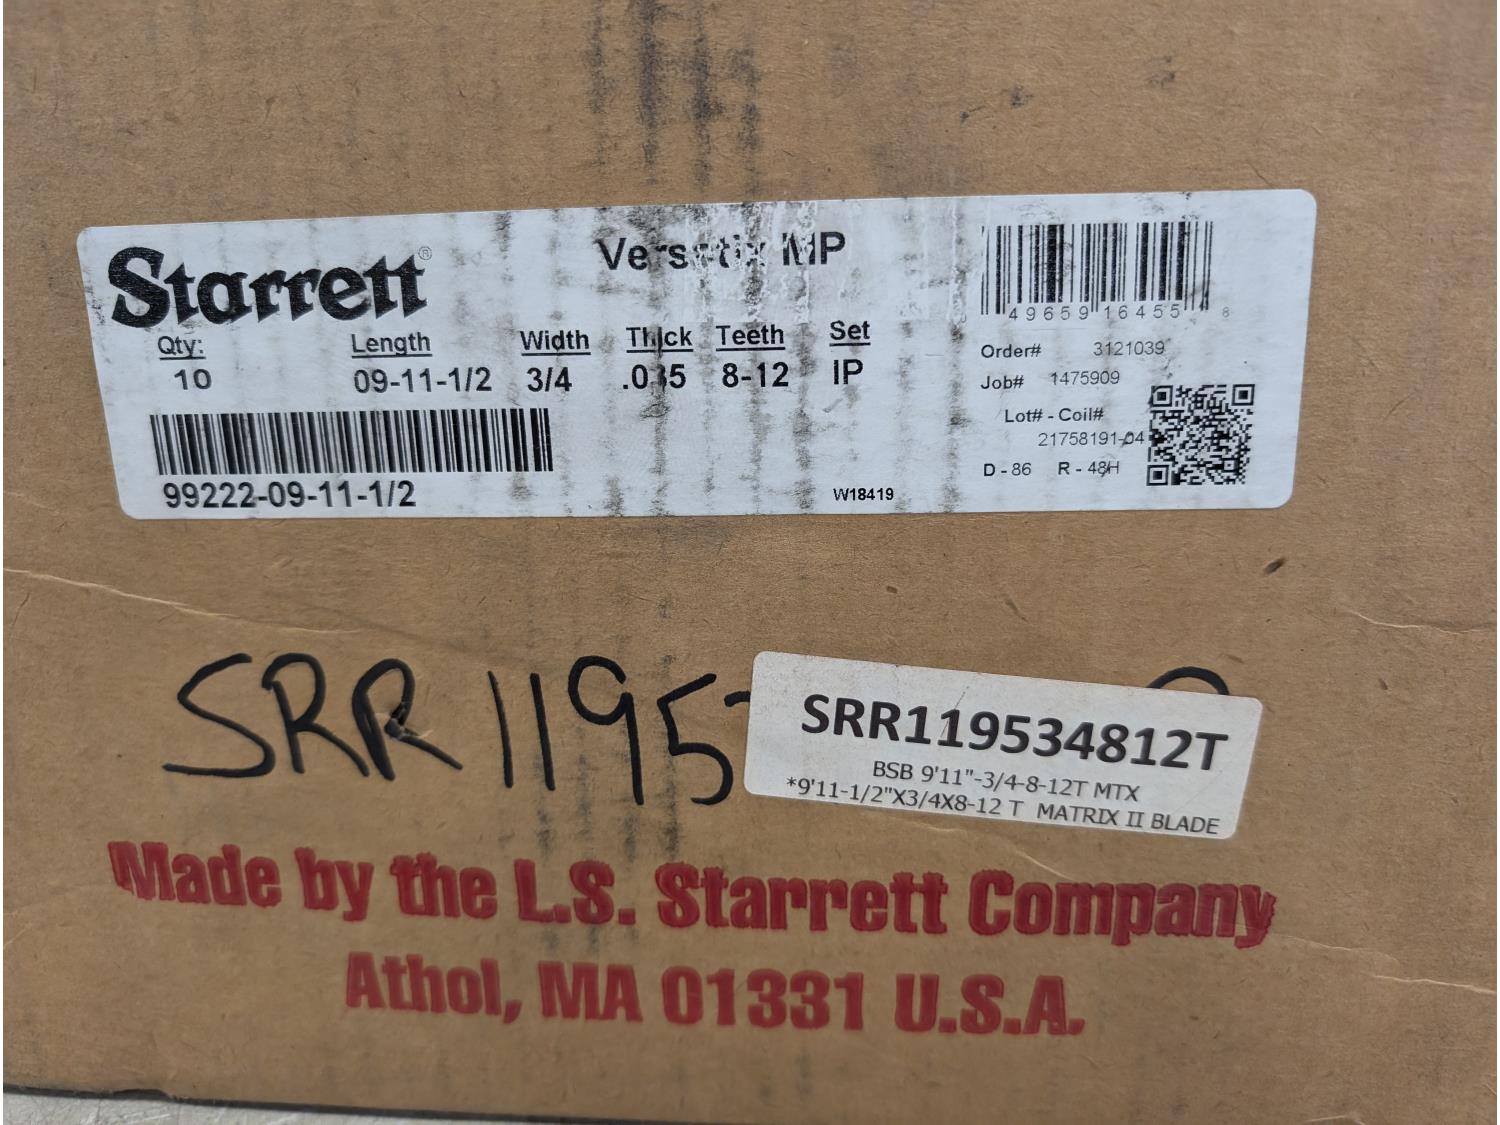 Starrett®
Versatix MP
Qty: Length Width Thick Teeth Set
10 09-11-1/2 3/4 .035 8-12 IP
99222-09-11-1/2
W18419
0 49659 16455 8
Order# 3121039
Job# 1475909
Lot# - Coil#
21758191-04
D - 86 R - 48H
SRR 1195
SRR119534812T
BSB 9'11"-3/4-8-12T MTX
*9'11-1/2"X3/4X8-12 T MATRIX II BLADE
Made by the L.S. Starrett Company
Athol, MA 01331 U.S.A.